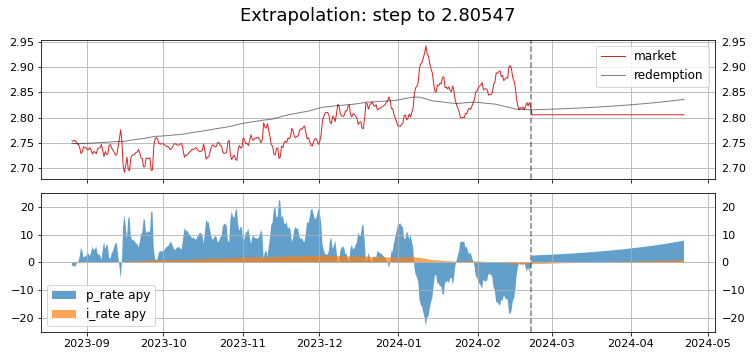 Extrapolation: step to 2.80547
2.95 2.95
2.90 2.90
2.85 2.85
2.80 2.80
2.75 2.75
2.70 2.70
market
redemption
20 20
10 10
0 0
−10 −10
−20 −20
p_rate apy
i_rate apy
2023-09 2023-10 2023-11 2023-12 2024-01 2024-02 2024-03 2024-04 2024-05